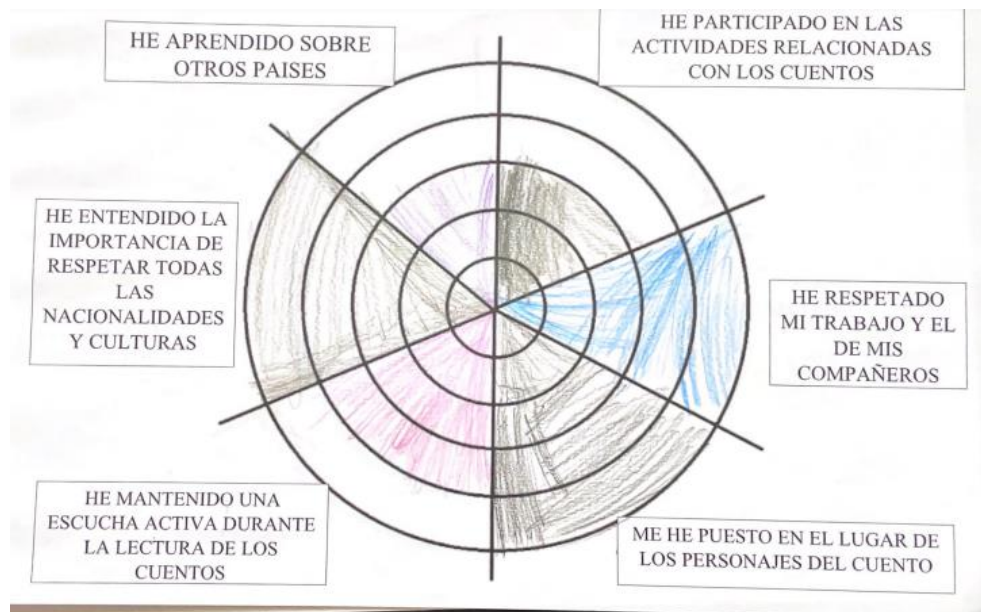 HE APRENDIDO SOBRE
OTROS PAISES
HE PARTICIPADO EN LAS
ACTIVIDADES RELACIONADAS
CON LOS CUENTOS
HE ENTENDIDO LA
IMPORTANCIA DE
RESPETAR TODAS
LAS
NACIONALIDADES
Y CULTURAS
HE RESPETADO
MI TRABAJO Y EL
DE MIS
COMPAÑEROS
HE MANTENIDO UNA
ESCUCHA ACTIVA DURANTE
LA LECTURA DE LOS
CUENTOS
ME HE PUESTO EN EL LUGAR DE
LOS PERSONAJES DEL CUENTO